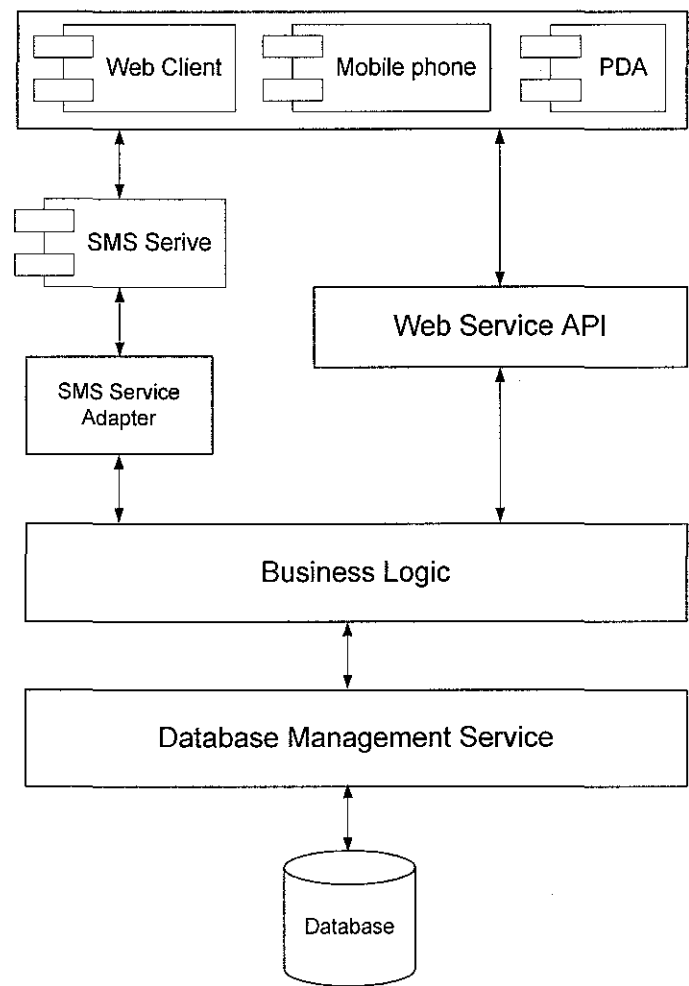 Web Client
Mobile phone
PDA
SMS Serive
Web Service API
SMS Service
Adapter
Business Logic
Database Management Service
Database